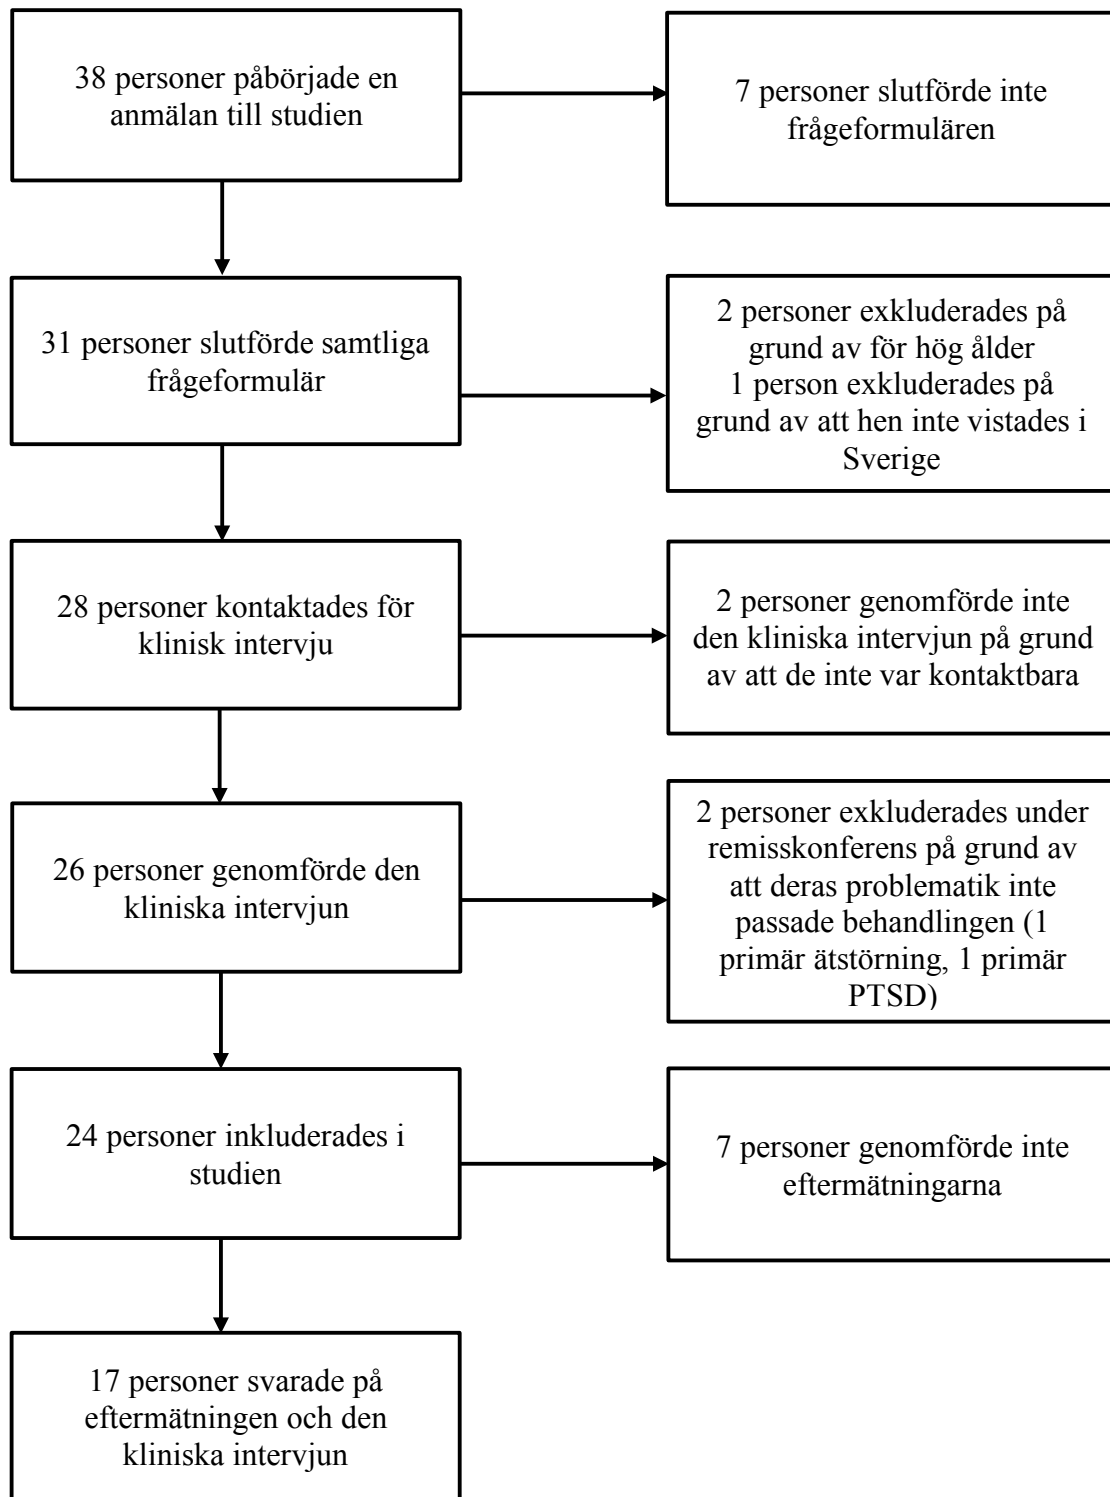 38 personer påbörjade en
anmälan till studien
7 personer slutförde inte
frågeformulären
31 personer slutförde samtliga
frågeformulär
2 personer exkluderades på
grund av för hög ålder
1 person exkluderades på
grund av att hen inte vistades i
Sverige
28 personer kontaktades för
klinisk intervju
2 personer genomförde inte
den kliniska intervjun på grund
av att de inte var kontaktbara
26 personer genomförde den
kliniska intervjun
2 personer exkluderades under
remisskonferens på grund av
att deras problematik inte
passade behandlingen (1
primär ätstörning, 1 primär
PTSD)
24 personer inkluderades i
studien
7 personer genomförde inte
eftermätningarna
17 personer svarade på
eftermätningen och den
kliniska intervjun